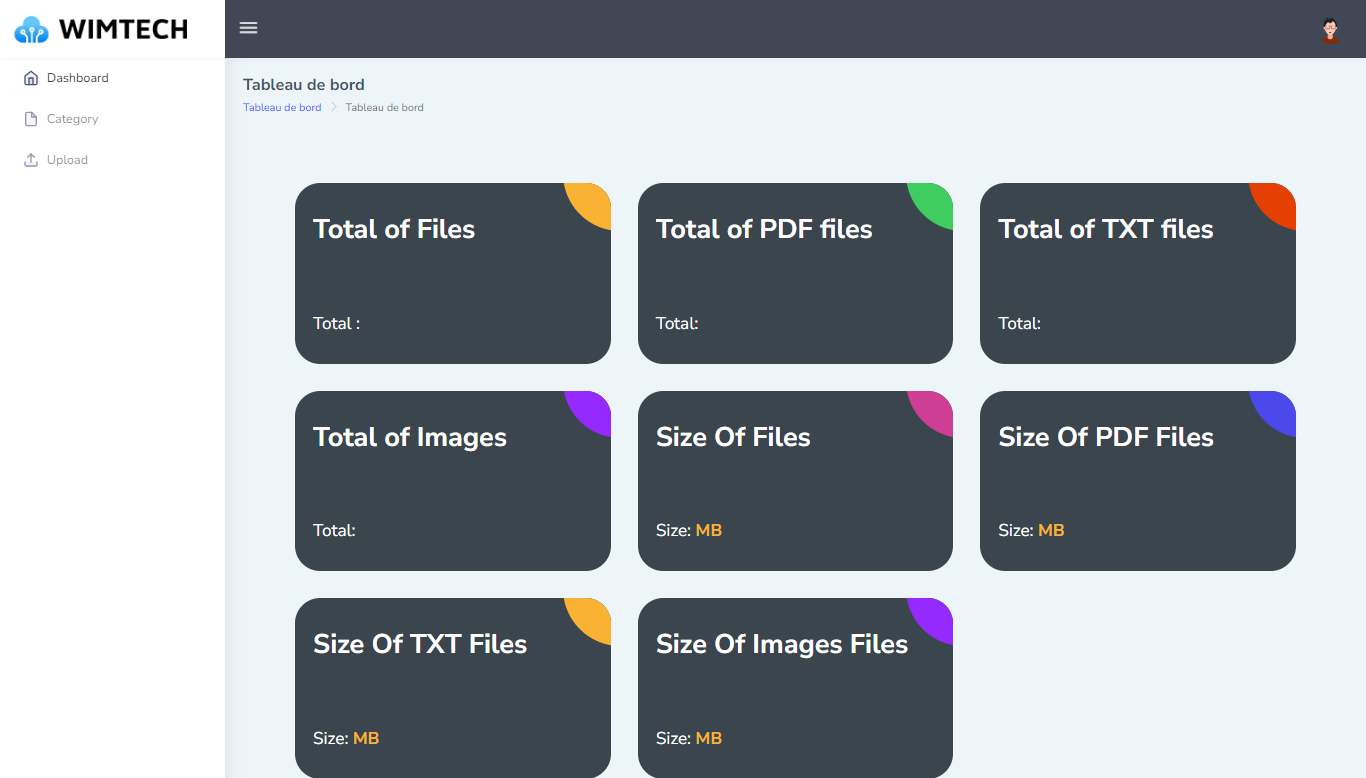 WIMTECH
Dashboard
Category
Upload
Tableau de bord
Tableau de bord Tableau de bord
Total of Files
Total :
Total of PDF files
Total:
Total of TXT files
Total:
Total of Images
Total:
Size Of Files
Size: MB
Size Of PDF Files
Size: MB
Size Of TXT Files
Size: MB
Size Of Images Files
Size: MB